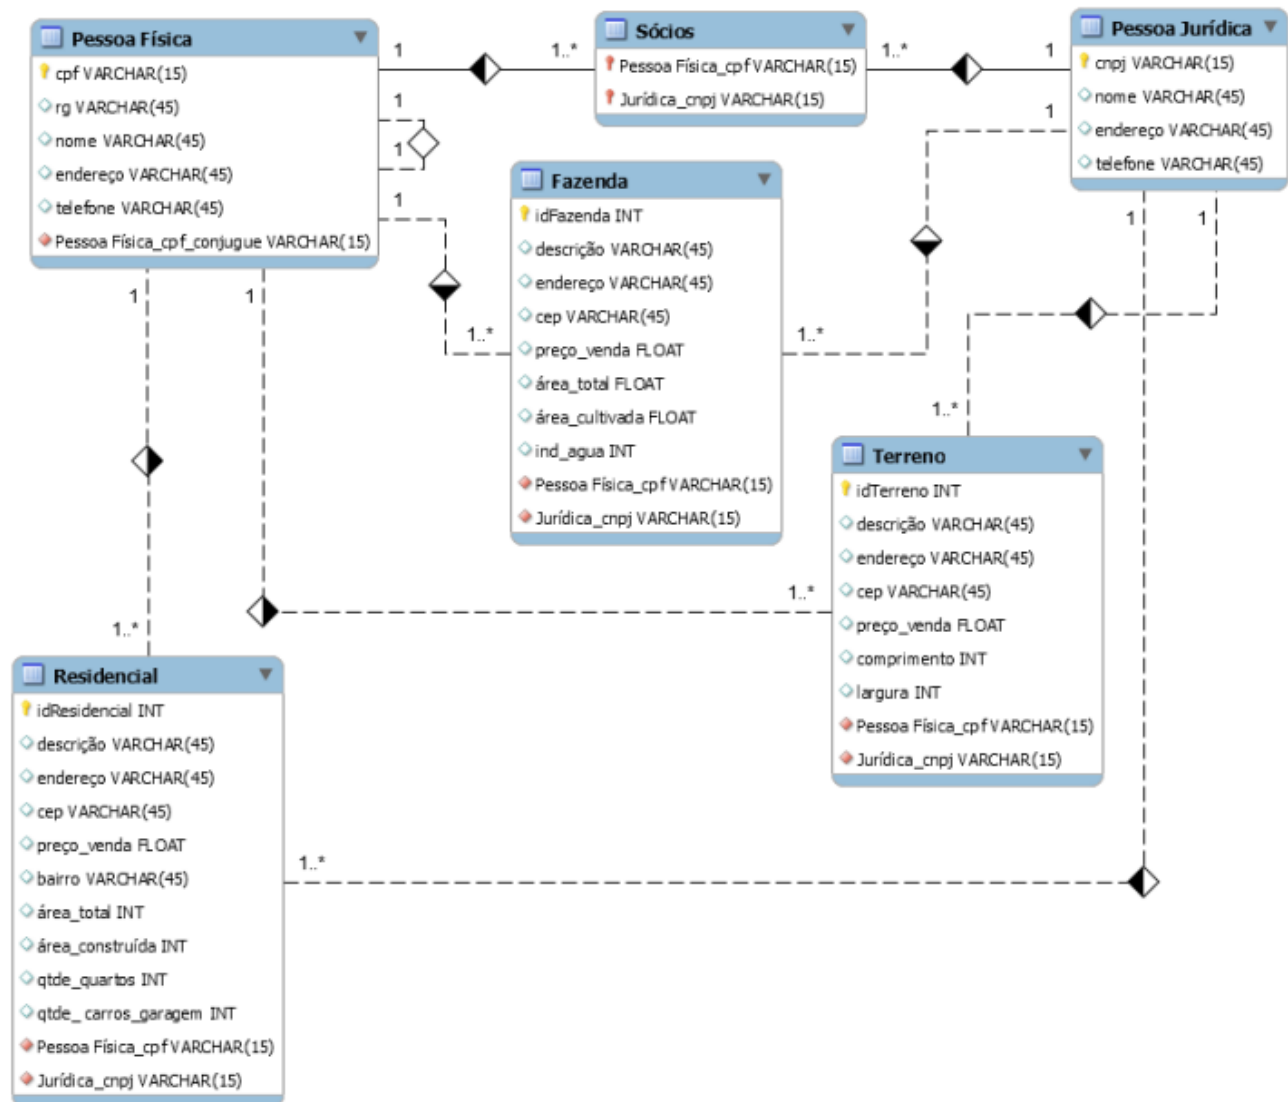 Pessoa Física
cpf VARCHAR(15)
rg VARCHAR(45)
nome VARCHAR(45)
endereço VARCHAR(45)
telefone VARCHAR(45)
Pessoa Física_cpf_conjugue VARCHAR(15)
1
1..*
Sócios
Pessoa Física_cpf VARCHAR(15)
Jurídica_cnpj VARCHAR(15)
1..*
1
Pessoa Jurídica
cnpj VARCHAR(15)
nome VARCHAR(45)
endereço VARCHAR(45)
telefone VARCHAR(45)
1
1
1
1
1..*
Fazenda
idFazenda INT
descrição VARCHAR(45)
endereço VARCHAR(45)
cep VARCHAR(45)
preço_venda FLOAT
área_total FLOAT
área_cultivada FLOAT
ind_agua INT
Pessoa Física_cpf VARCHAR(15)
Jurídica_cnpj VARCHAR(15)
1..*
1
1
1
1
1..*
Terreno
idTerreno INT
descrição VARCHAR(45)
endereço VARCHAR(45)
cep VARCHAR(45)
preço_venda FLOAT
comprimento INT
largura INT
Pessoa Física_cpf VARCHAR(15)
Jurídica_cnpj VARCHAR(15)
1..*
1..*
Residencial
idResidencial INT
descrição VARCHAR(45)
endereço VARCHAR(45)
cep VARCHAR(45)
preço_venda FLOAT
bairro VARCHAR(45)
área_total INT
área_construída INT
qtde_quartos INT
qtde_ carros_garagem INT
Pessoa Física_cpf VARCHAR(15)
Jurídica_cnpj VARCHAR(15)
1..*